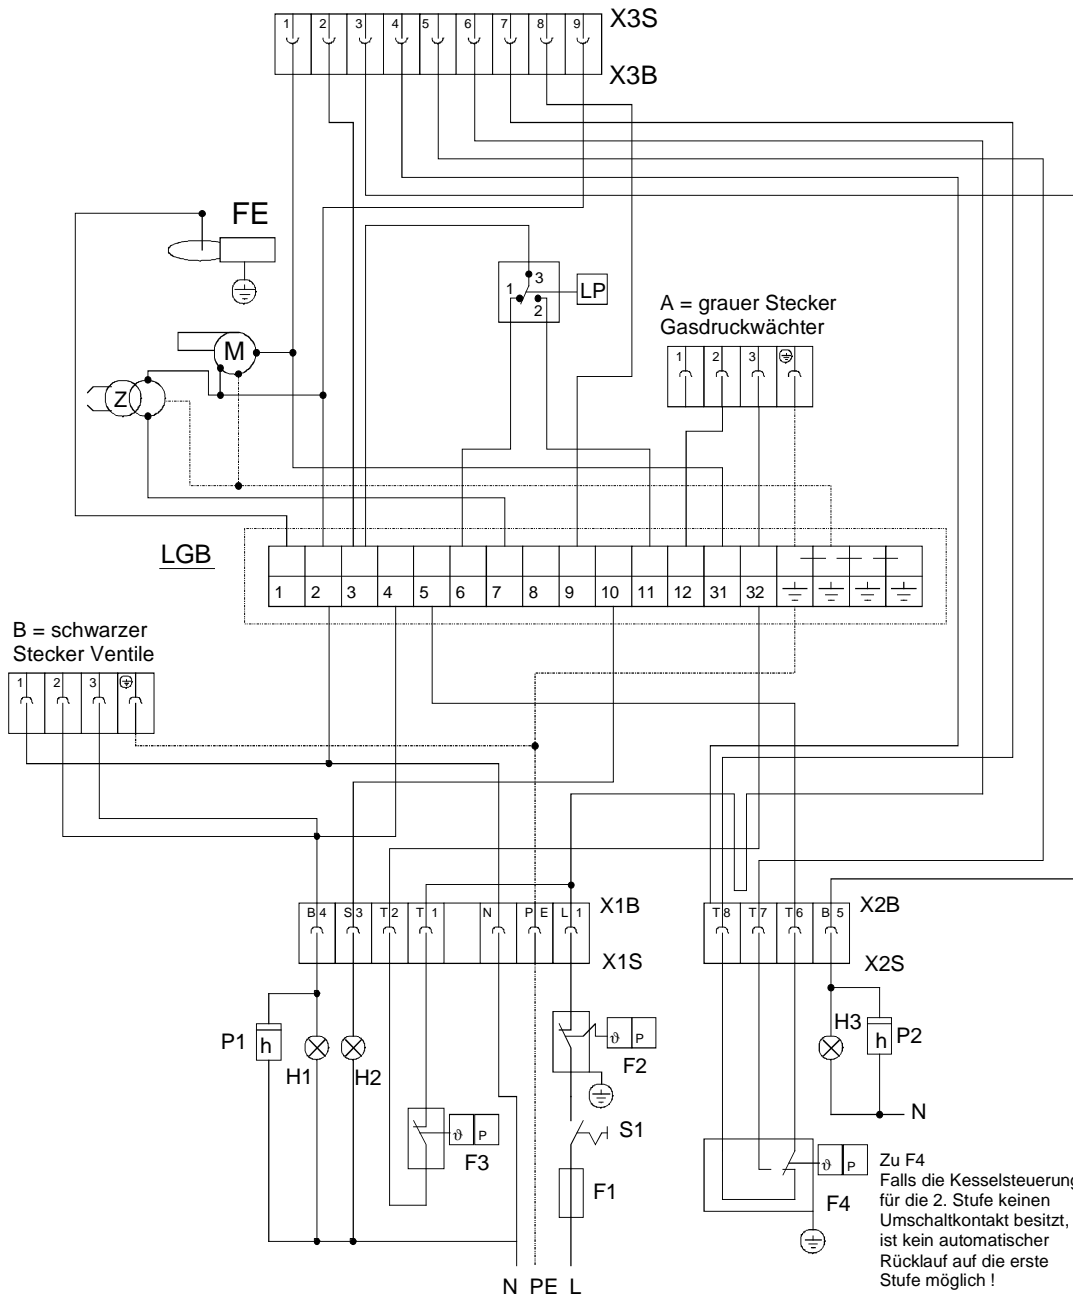 1 2 3 4 5 6 7 8 9
X3S
X3B
FE
3
1
2
LP
A = grauer Stecker
Gasdruckwächter
1 2 3
M
Z
LGB
1 2 3 4 5 6 7 8 9 10 11 12 31 32
B = schwarzer
Stecker Ventile
1 2 3
B 4 S 3 T 2 T 1 N P E L 1
X1B
X1S
T 8 T 7 T 6 B 5
X2B
X2S
P1
h
H1
H2
ϑ P
F3
ϑ P
F2
S1
F1
H3
h
P2
N
ϑ P
F4
Zu F4
Falls die Kesselsteuerung
für die 2. Stufe keinen
Umschaltkontakt besitzt,
ist kein automatischer
Rücklauf auf die erste
Stufe möglich !
N PE L